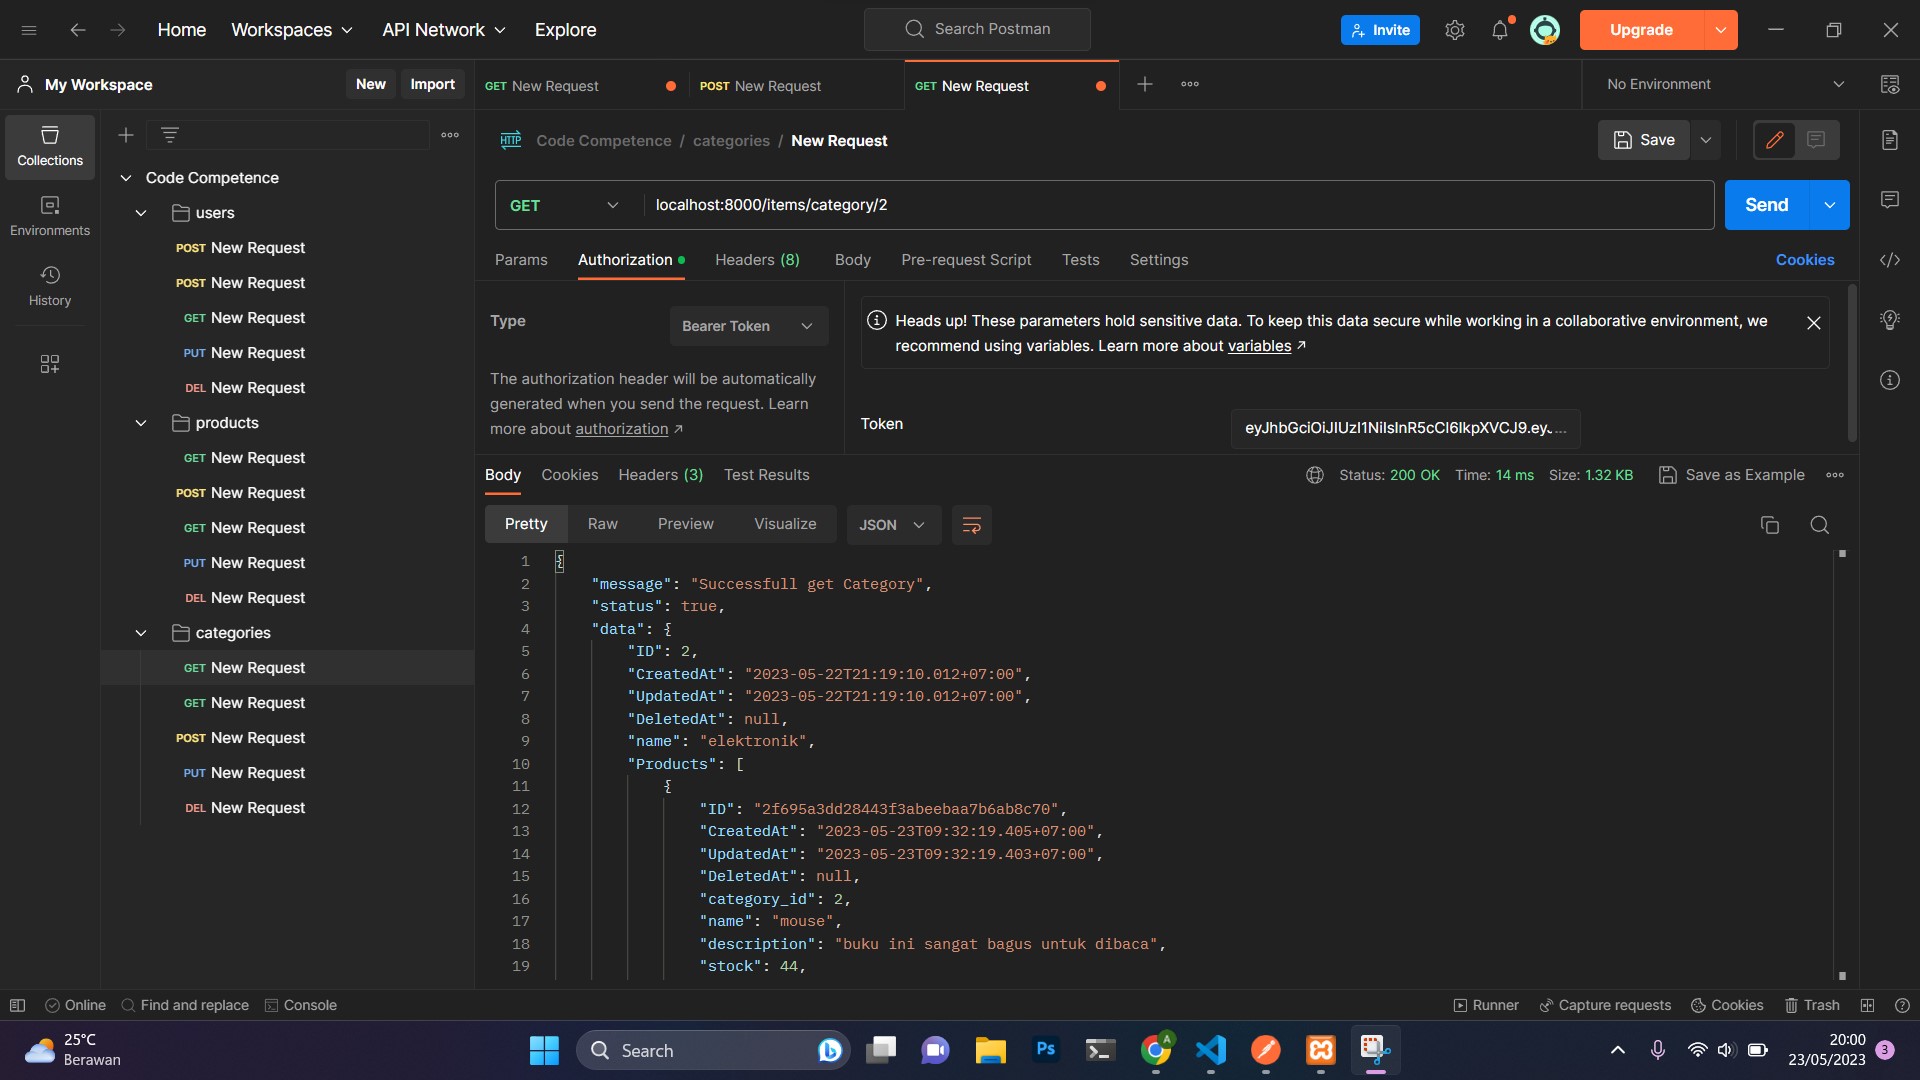 Home
Workspaces
API Network
Explore
Search Postman
Invite
Upgrade
My Workspace
New
Import
GET New Request
POST New Request
GET New Request
No Environment
Collections
Environments
History
Code Competence
users
POST New Request
POST New Request
GET New Request
PUT New Request
DEL New Request
products
GET New Request
POST New Request
GET New Request
PUT New Request
DEL New Request
categories
GET New Request
GET New Request
POST New Request
PUT New Request
DEL New Request
HTTP Code Competence / categories / New Request
Save
GET localhost:8000/items/category/2
Send
Params Authorization Headers (8) Body Pre-request Script Tests Settings
Cookies
Type
Bearer Token
The authorization header will be automatically
generated when you send the request. Learn
more about authorization ↗
Heads up! These parameters hold sensitive data. To keep this data secure while working in a collaborative environment, we
recommend using variables. Learn more about variables ↗
Token
eyJhbGciOiJIUzI1NiIsInR5cCI6IkpXVCJ9.ey...
Body Cookies Headers (3) Test Results
Status: 200 OK Time: 14 ms Size: 1.32 KB
Save as Example
Pretty Raw Preview Visualize
JSON
1 {
2 "message": "Successfull get Category",
3 "status": true,
4 "data": {
5 "ID": 2,
6 "CreatedAt": "2023-05-22T21:19:10.012+07:00",
7 "UpdatedAt": "2023-05-22T21:19:10.012+07:00",
8 "DeletedAt": null,
9 "name": "elektronik",
10 "Products": [
11 {
12 "ID": "2f695a3dd28443f3abeebaa7b6ab8c70",
13 "CreatedAt": "2023-05-23T09:32:19.405+07:00",
14 "UpdatedAt": "2023-05-23T09:32:19.403+07:00",
15 "DeletedAt": null,
16 "category_id": 2,
17 "name": "mouse",
18 "description": "buku ini sangat bagus untuk dibaca",
19 "stock": 44,
Online
Find and replace
Console
Runner
Capture requests
Cookies
Trash
25°C
Berawan
Search
Ps
A
20:00
23/05/2023
3